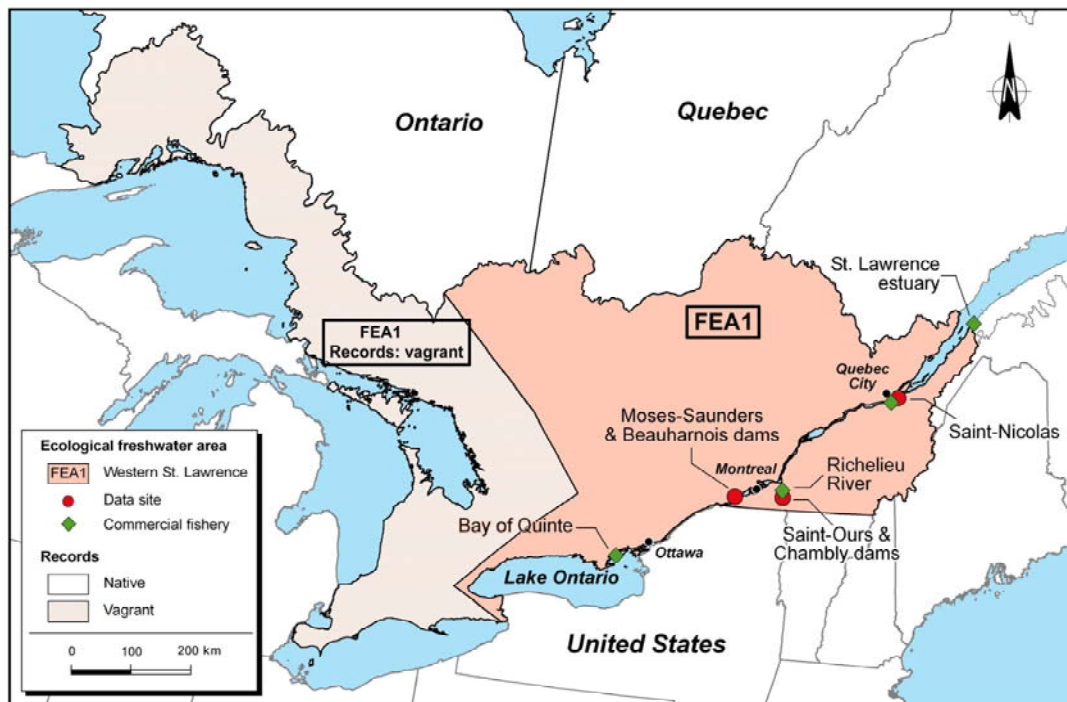 Ontario
Quebec
N
St. Lawrence
estuary
FEA1
FEA1
Records: vagrant
Quebec
City
Moses-Saunders
& Beauharnois dams
Saint-Nicolas
Montreal
Richelieu
River
Bay of Quinte
Saint-Ours &
Chambly dams
Ottawa
Lake Ontario
United States
Ecological freshwater area
FEA1 Western St. Lawrence
Data site
Commercial fishery
Records
Native
Vagrant
0 100 200 km